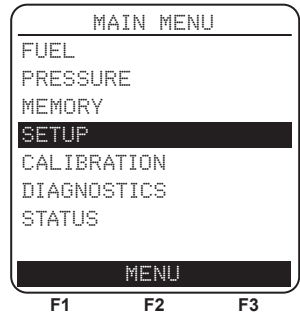 MAIN MENU
FUEL
PRESSURE
MEMORY
SETUP
CALIBRATION
DIAGNOSTICS
STATUS
MENU
F1 F2 F3